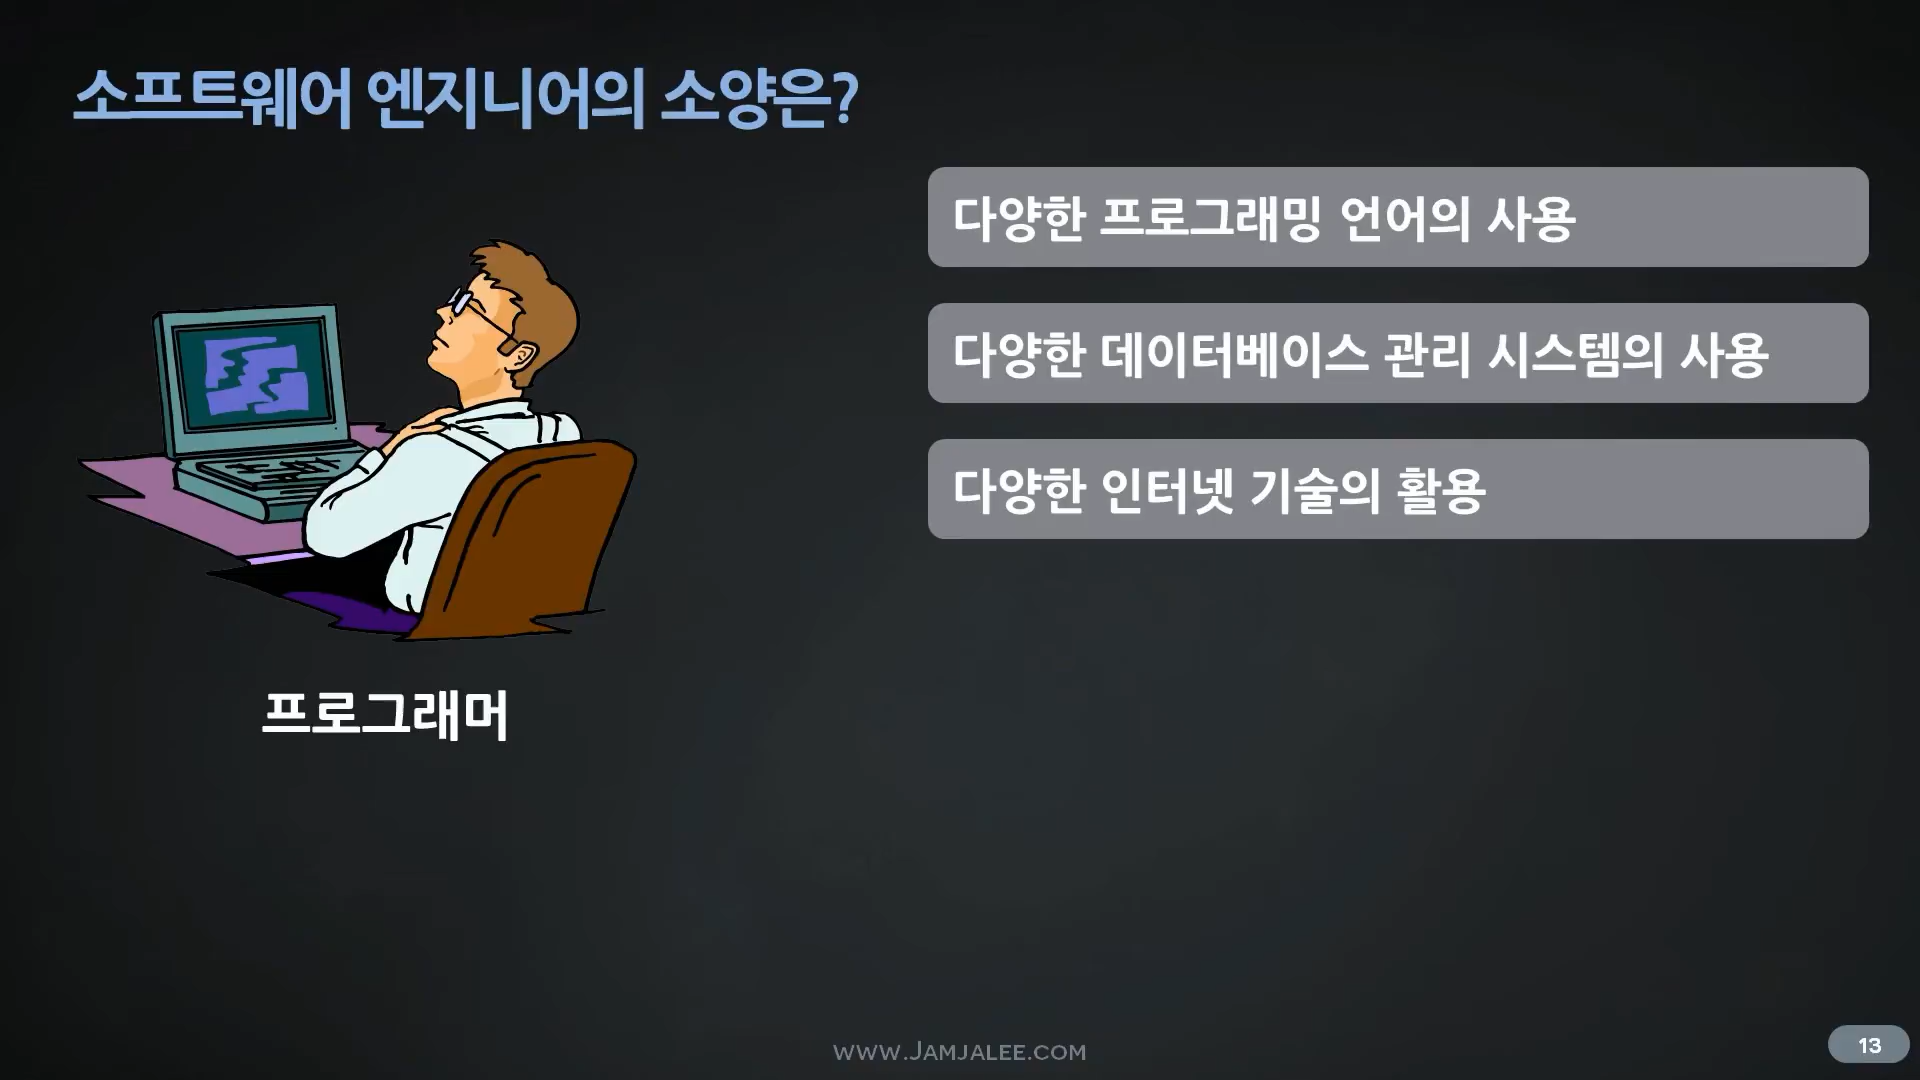 소프트웨어 엔지니어의 소양은?
다양한 프로그래밍 언어의 사용
다양한 데이터베이스 관리 시스템의 사용
다양한 인터넷 기술의 활용
프로그래머
WWW.JAMJALEE.COM
13